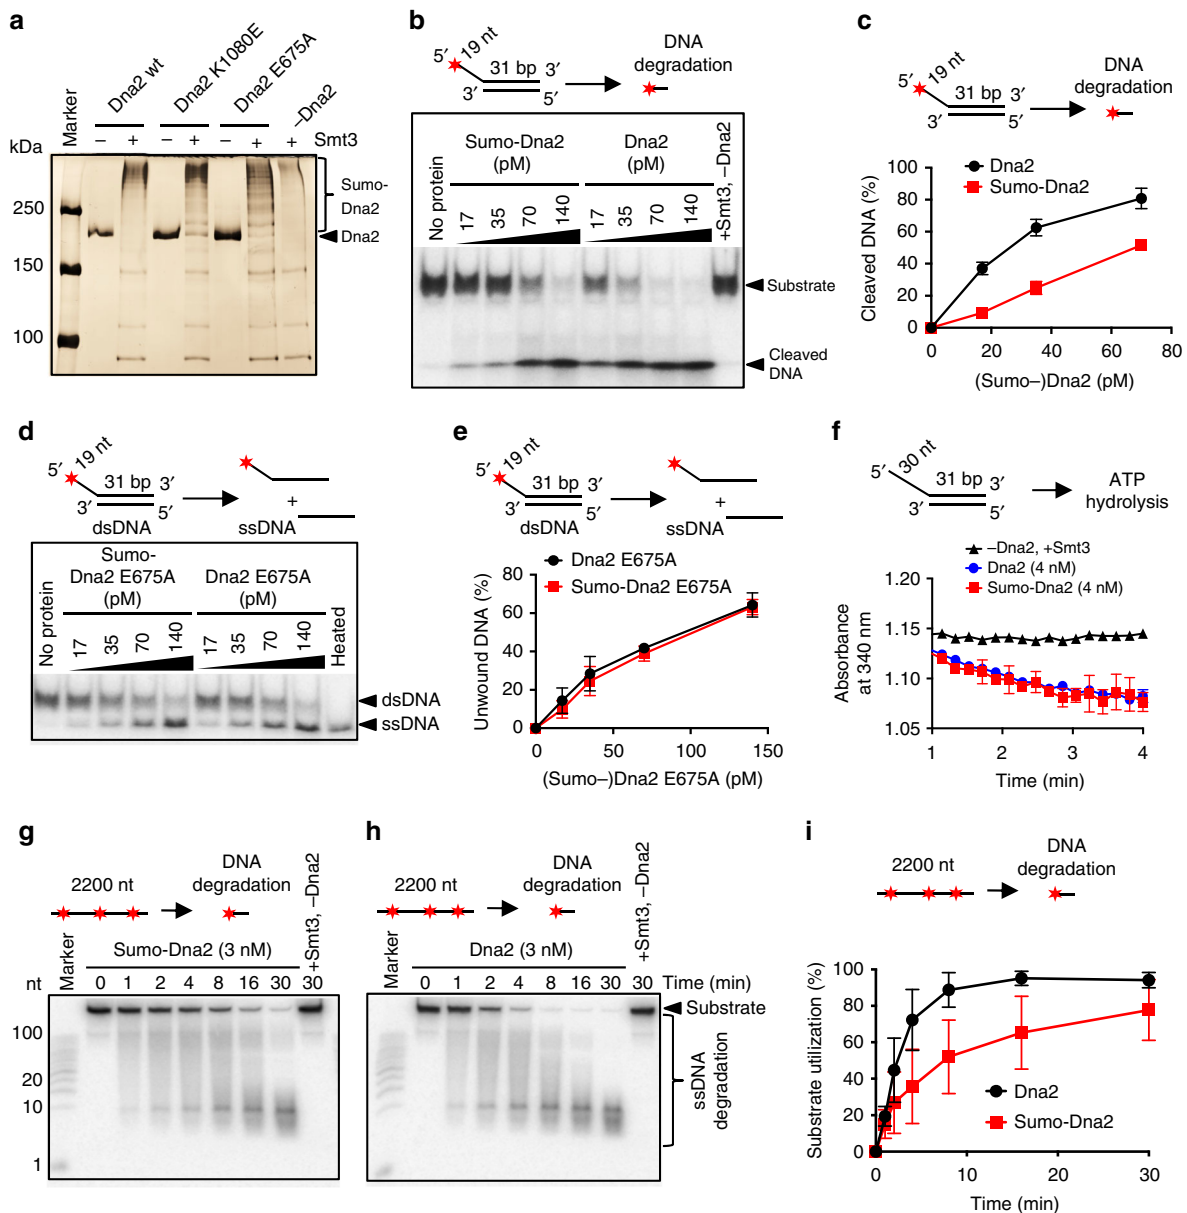 a
Marker
Dna2 wt
Dna2 K1080E
Dna2 E675A
–Dna2
kDa
– + – + – + + Smt3
250
150
100
Sumo-
Dna2
Dna2
b
5′ 19 nt
31 bp 3′
3′ 5′
DNA
degradation
No protein
Sumo-Dna2
(pM)
Dna2
(pM)
+Smt3, –Dna2
17 35 70 140 17 35 70 140
Substrate
Cleaved
DNA
c
5′ 19 nt
31 bp 3′
3′ 5′
DNA
degradation
Dna2
Sumo-Dna2
Cleaved DNA (%)
100
80
60
40
20
0
0 20 40 60 80
(Sumo–)Dna2 (pM)
d
5′ 19 nt
31 bp 3′
3′ 5′
dsDNA
+
ssDNA
No protein
Sumo-
Dna2 E675A
(pM)
Dna2 E675A
(pM)
Heated
17 35 70 140 17 35 70 140
dsDNA
ssDNA
e
5′ 19 nt
31 bp 3′
3′ 5′
dsDNA
+
ssDNA
Dna2 E675A
Sumo-Dna2 E675A
Unwound DNA (%)
80
60
40
20
0
0 50 100 150
(Sumo–)Dna2 E675A (pM)
f
5′ 30 nt
31 bp 3′
3′ 5′
ATP
hydrolysis
–Dna2, +Smt3
Dna2 (4 nM)
Sumo-Dna2 (4 nM)
Absorbance
at 340 nm
1.20
1.15
1.10
1.05
1 2 3 4
Time (min)
g
2200 nt
DNA
degradation
+Smt3, –Dna2
Marker
Sumo-Dna2 (3 nM)
nt 0 1 2 4 8 16 30 30
100
20
10
1
h
2200 nt
DNA
degradation
+Smt3, –Dna2
Marker
Dna2 (3 nM)
0 1 2 4 8 16 30 30 Time (min)
Substrate
ssDNA
degradation
i
2200 nt
DNA
degradation
Substrate utilization (%)
100
80
60
40
20
0
Dna2
Sumo-Dna2
0 10 20 30
Time (min)